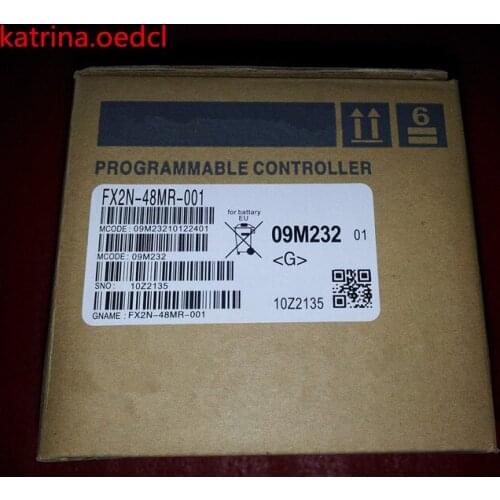 katrina.oedcl
6
PROGRAMMABLE CONTROLLER
FX2N-48MR-001
MCODE: 09M23210122401
MCODE: 09M232
SNO: 10Z2135
GNAME : FX2N-48MR-001
for battary
EU
09M232 01
<G>
10Z2135